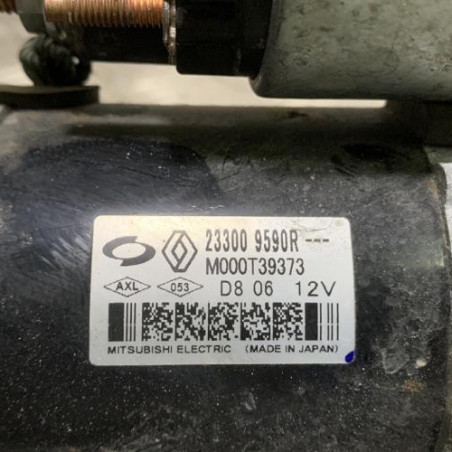 23300 9590R ---
M000T39373
AXL 053 D8 06 12V
MITSUBISHI ELECTRIC (MADE IN JAPAN)